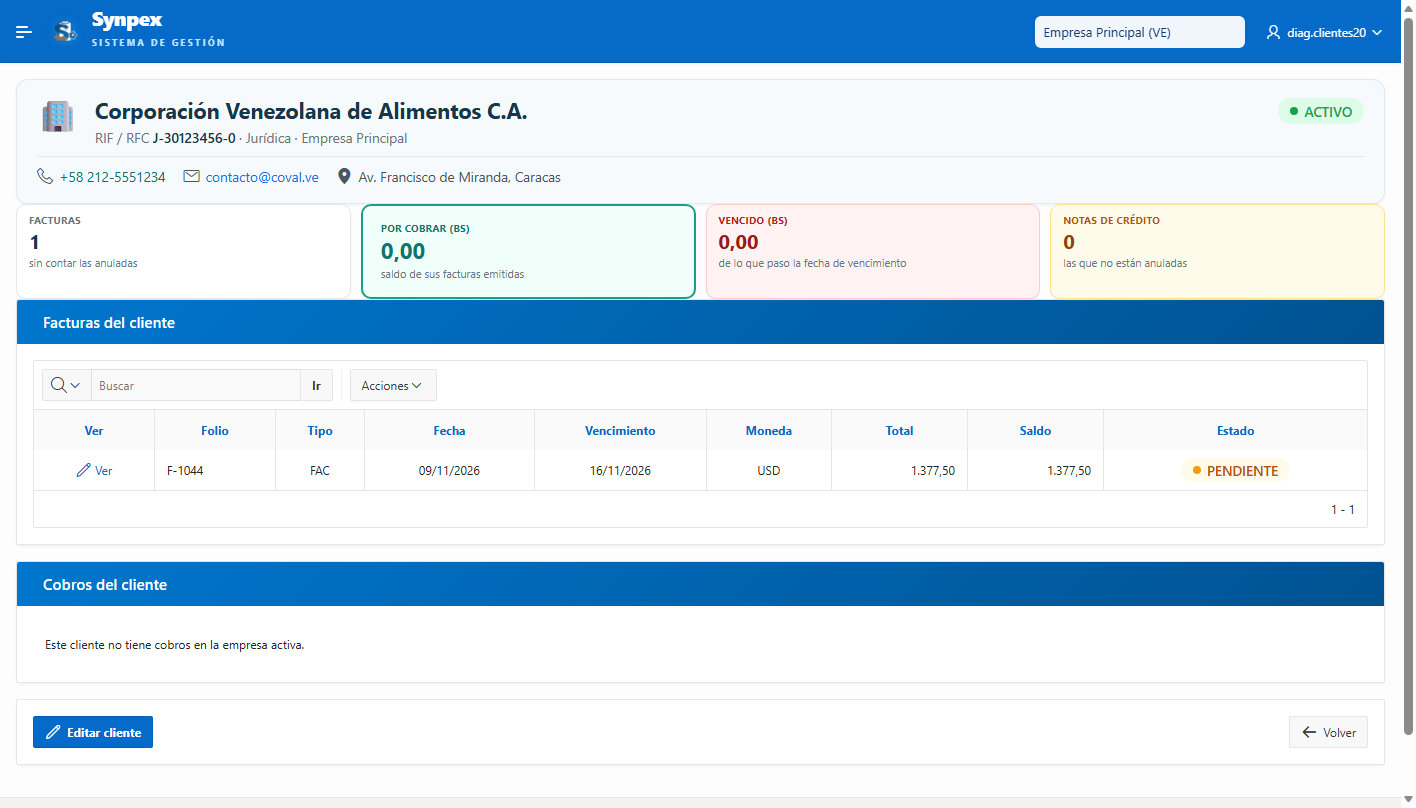 Synpex
SISTEMA DE GESTIÓN
Empresa Principal (VE)
diag.clientes20
Corporación Venezolana de Alimentos C.A.
ACTIVO
RIF / RFC J-30123456-0 · Jurídica · Empresa Principal
+58 212-5551234
contacto@coval.ve
Av. Francisco de Miranda, Caracas
FACTURAS
1
sin contar las anuladas
POR COBRAR (BS)
0,00
saldo de sus facturas emitidas
VENCIDO (BS)
0,00
de lo que paso la fecha de vencimiento
NOTAS DE CRÉDITO
0
las que no están anuladas
Facturas del cliente
Buscar
Ir
Acciones
Ver Folio Tipo Fecha Vencimiento Moneda Total Saldo Estado
Ver F-1044 FAC 09/11/2026 16/11/2026 USD 1.377,50 1.377,50 PENDIENTE
1 - 1
Cobros del cliente
Este cliente no tiene cobros en la empresa activa.
Editar cliente
Volver